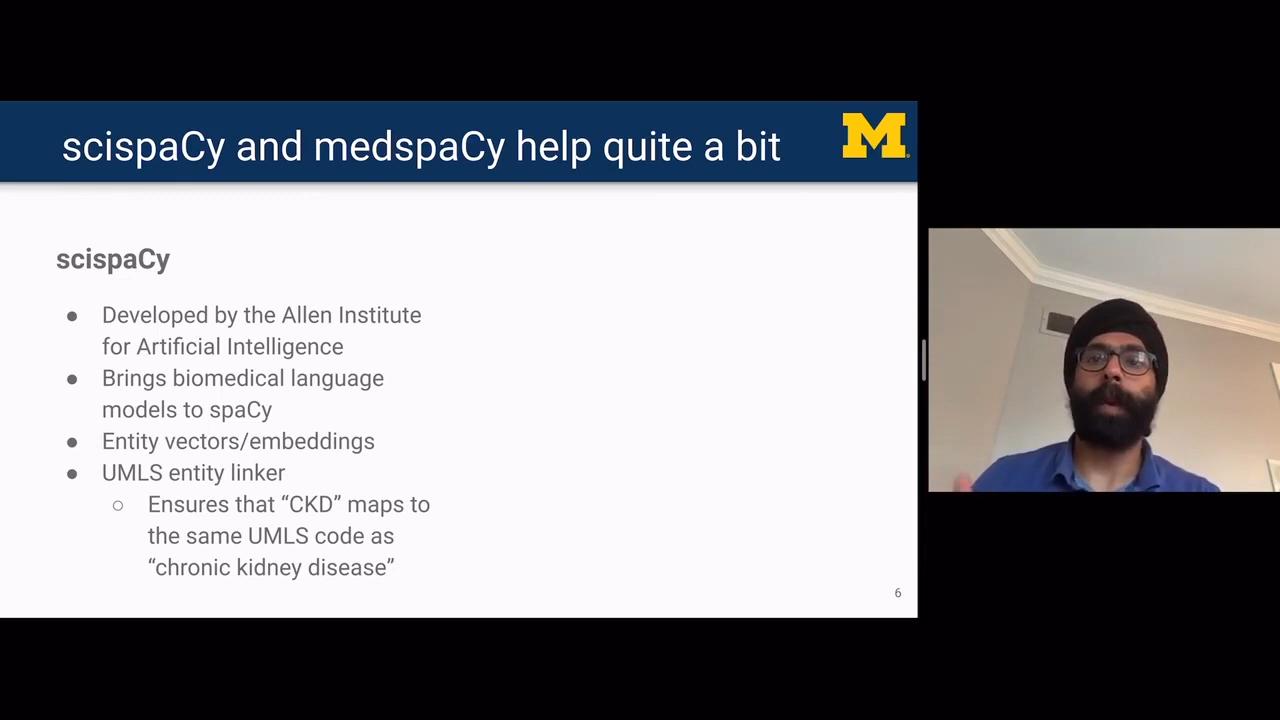 scispaCy and medspaCy help quite a bit
M
scispaCy
● Developed by the Allen Institute
for Artificial Intelligence
● Brings biomedical language
models to spaCy
● Entity vectors/embeddings
● UMLS entity linker
○ Ensures that “CKD” maps to
the same UMLS code as
“chronic kidney disease”
6